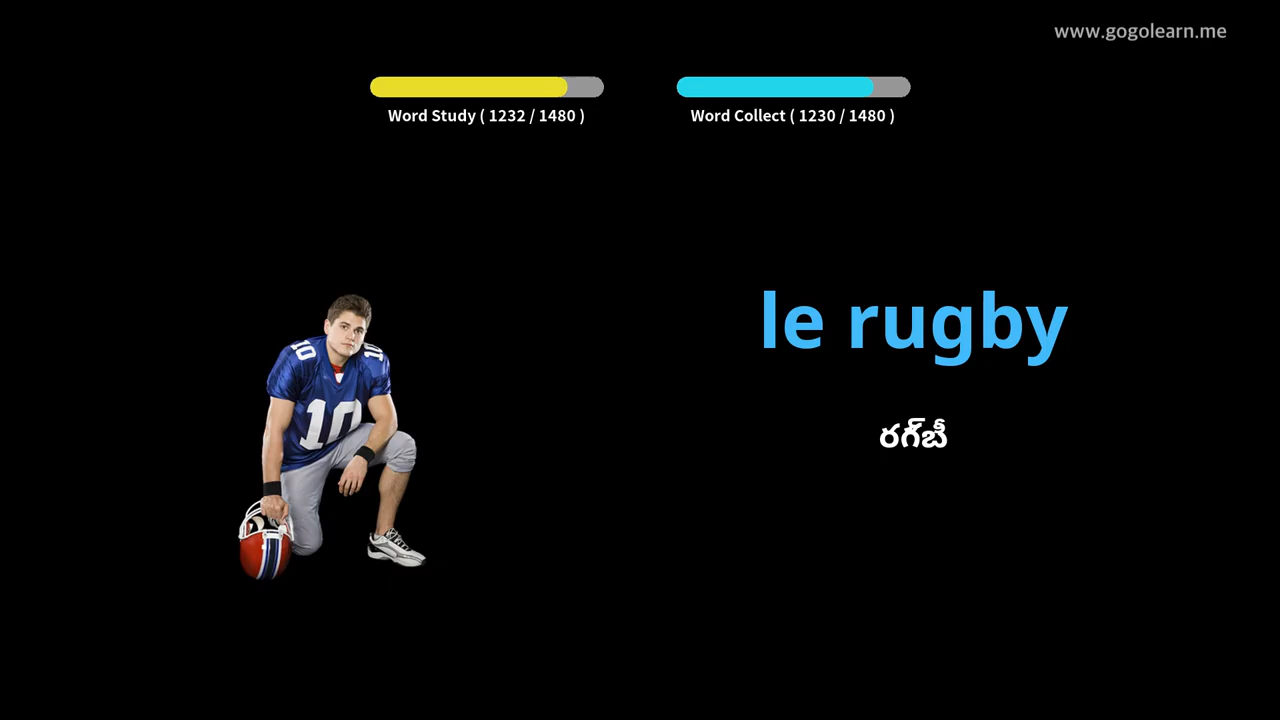 www.gogolearn.me
Word Study ( 1232 / 1480 )
Word Collect ( 1230 / 1480 )
10
10
10
le rugby
రగ్‌బీ